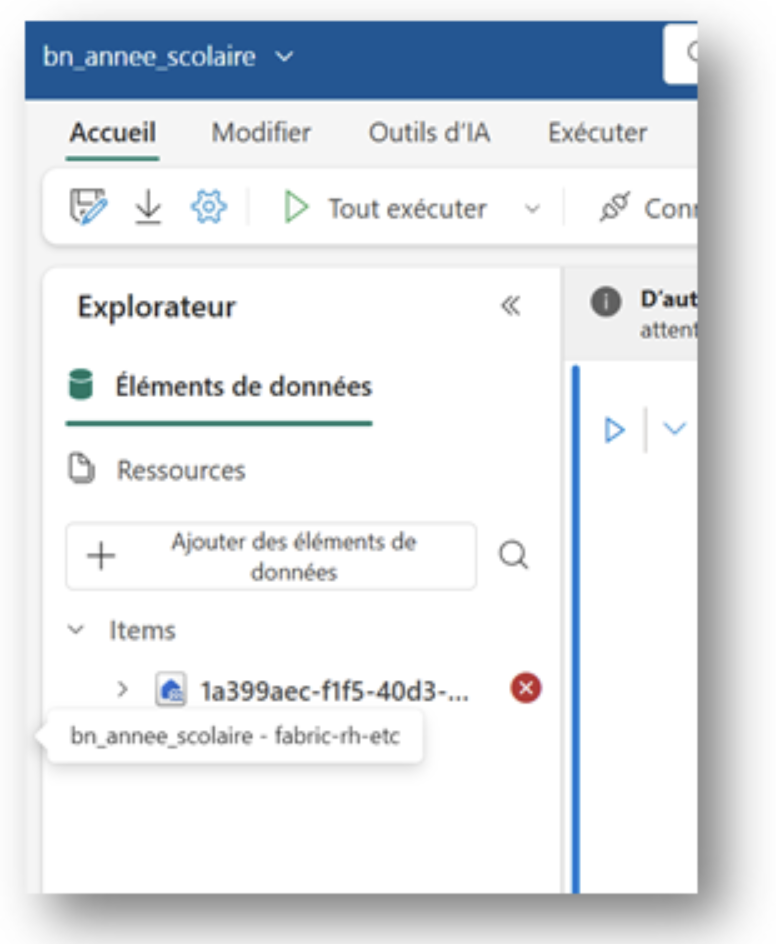 bn_annee_scolaire
Accueil Modifier Outils d'IA Exécuter
Tout exécuter
Explorateur
D'aut
attent
Éléments de données
Ressources
Ajouter des éléments de
données
Items
1a399aec-f1f5-40d3-...
bn_annee_scolaire - fabric-rh-etc